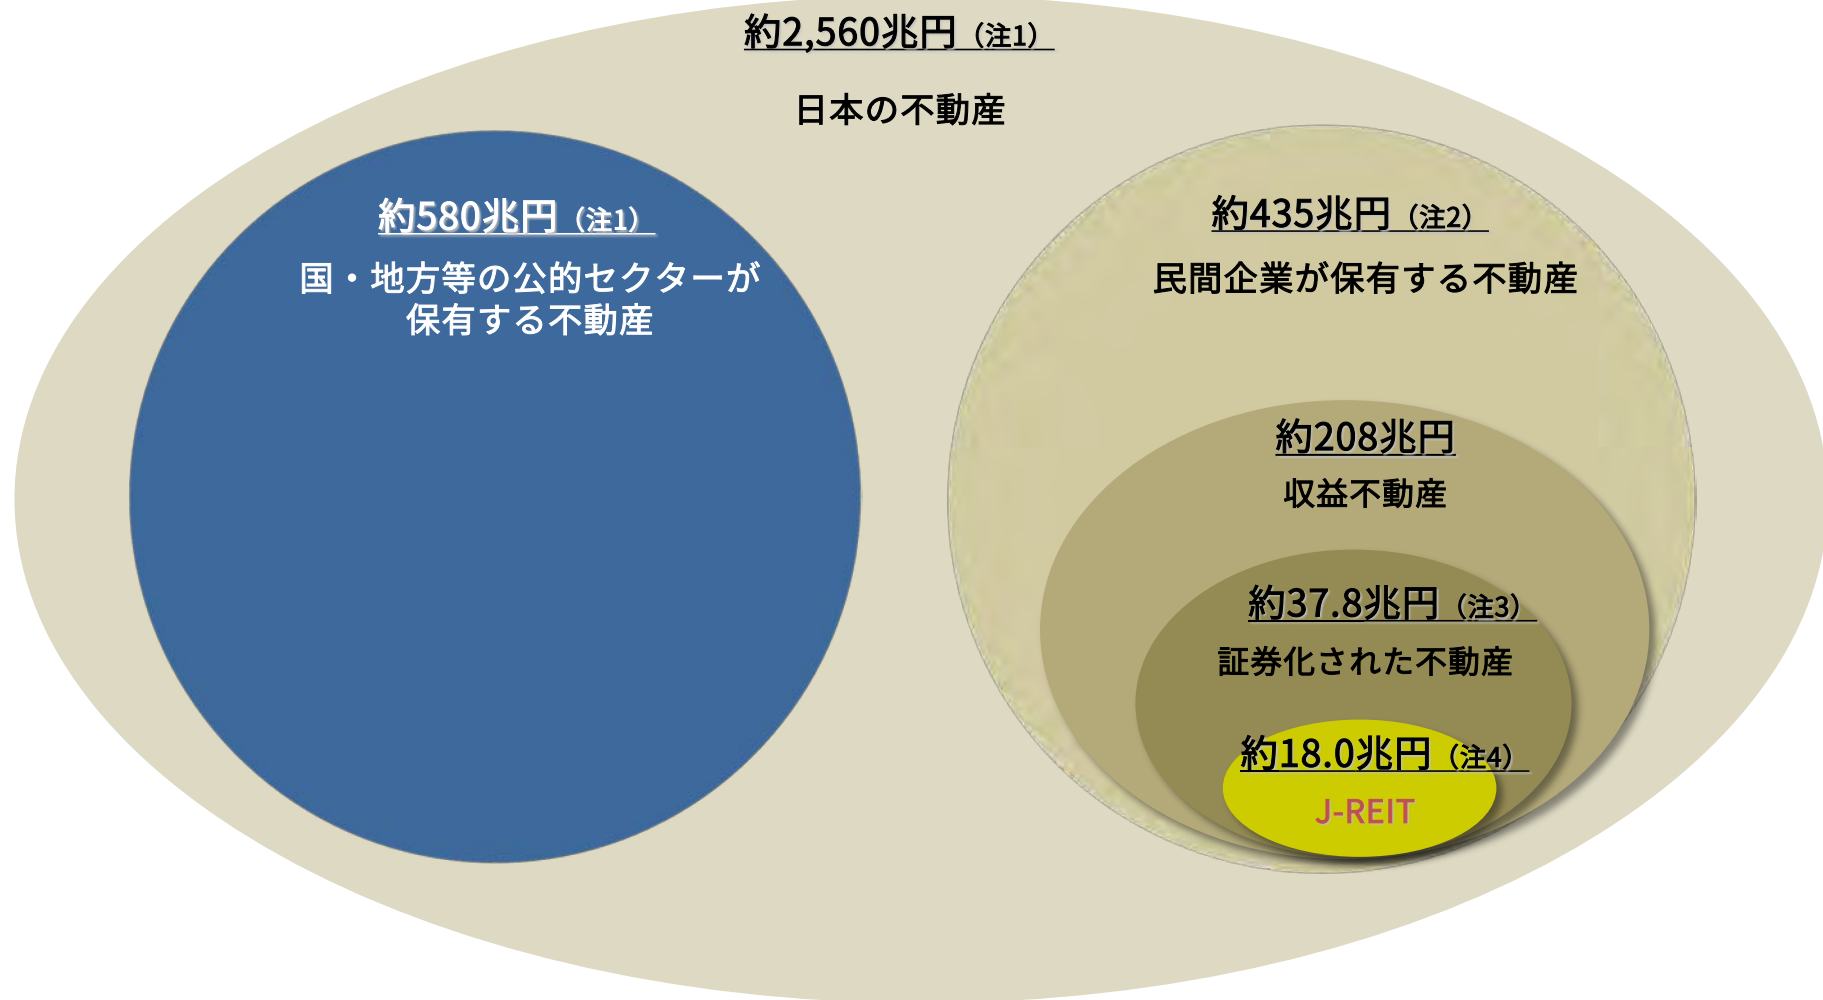 約2,560兆円（注1）
日本の不動産
約580兆円（注1）
国・地方等の公的セクターが
保有する不動産
約435兆円（注2）
民間企業が保有する不動産
約208兆円
収益不動産
約37.8兆円（注3）
証券化された不動産
約18.0兆円（注4）
J-REIT